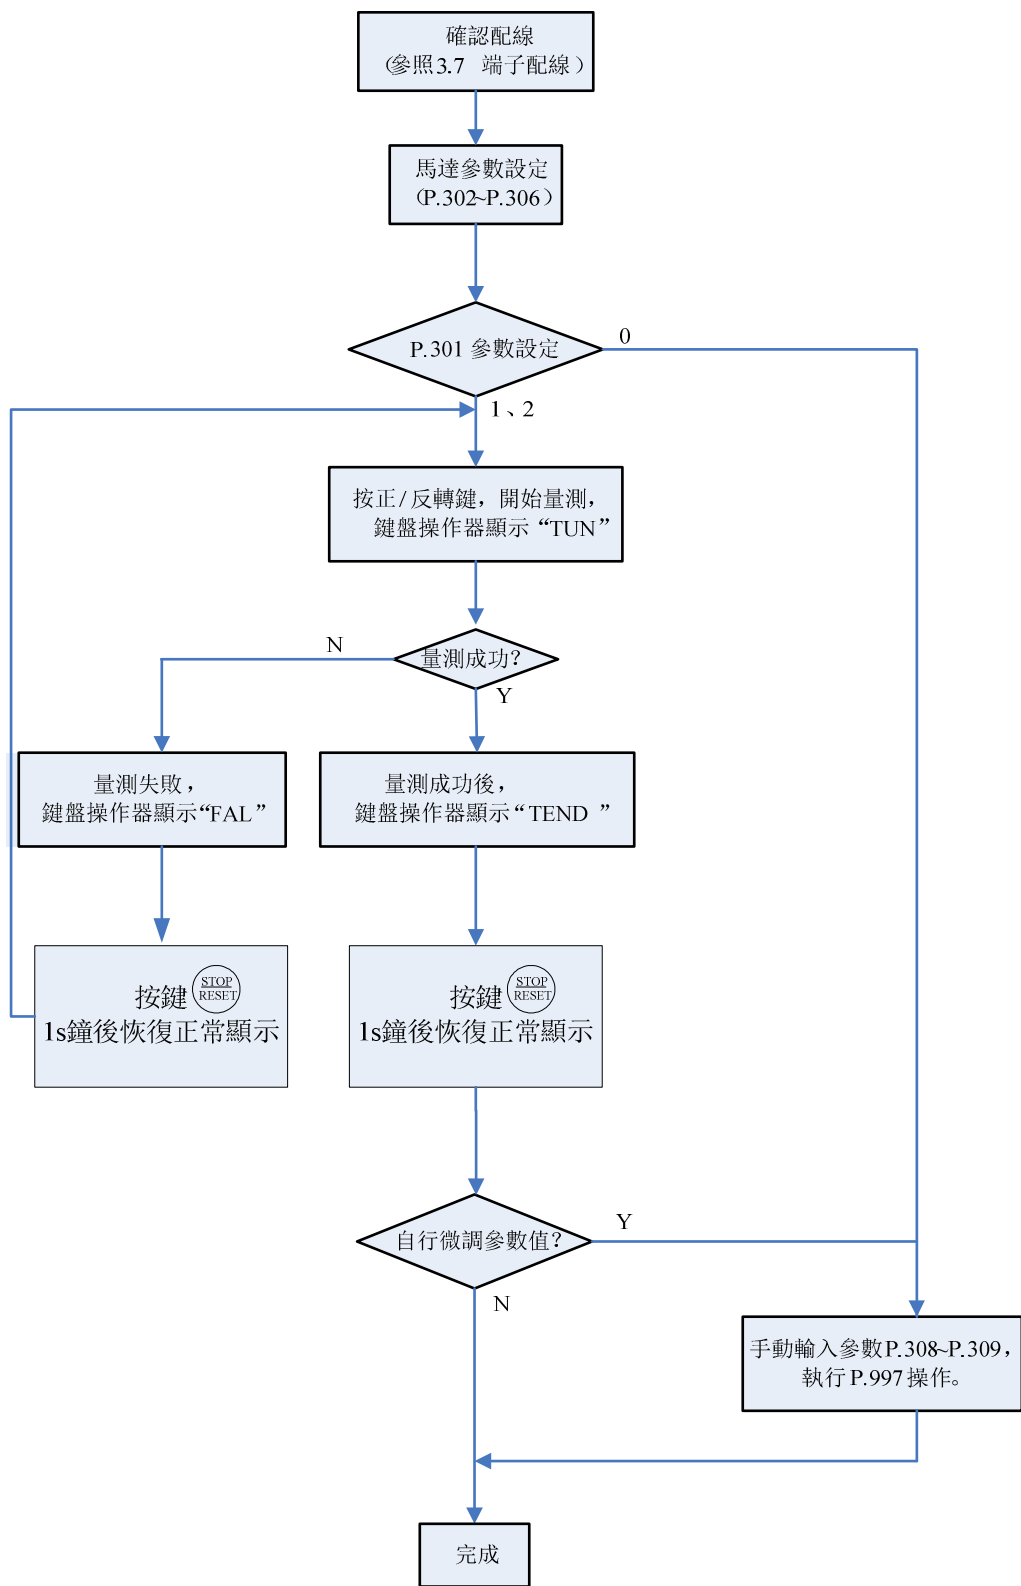 確認配線
(參照3.7 端子配線)
馬達參數設定
(P.302~P.306)
P.301 參數設定
0
1、2
按正/反轉鍵，開始量測，
鍵盤操作器顯示“TUN”
量測成功?
N
Y
量測失敗，
鍵盤操作器顯示“FAL”
量測成功後，
鍵盤操作器顯示“TEND ”
按鍵 STOP RESET
1s鐘後恢復正常顯示
按鍵 STOP RESET
1s鐘後恢復正常顯示
自行微調參數值?
Y
N
手動輸入參數P.308~P.309，
執行P.997操作。
完成